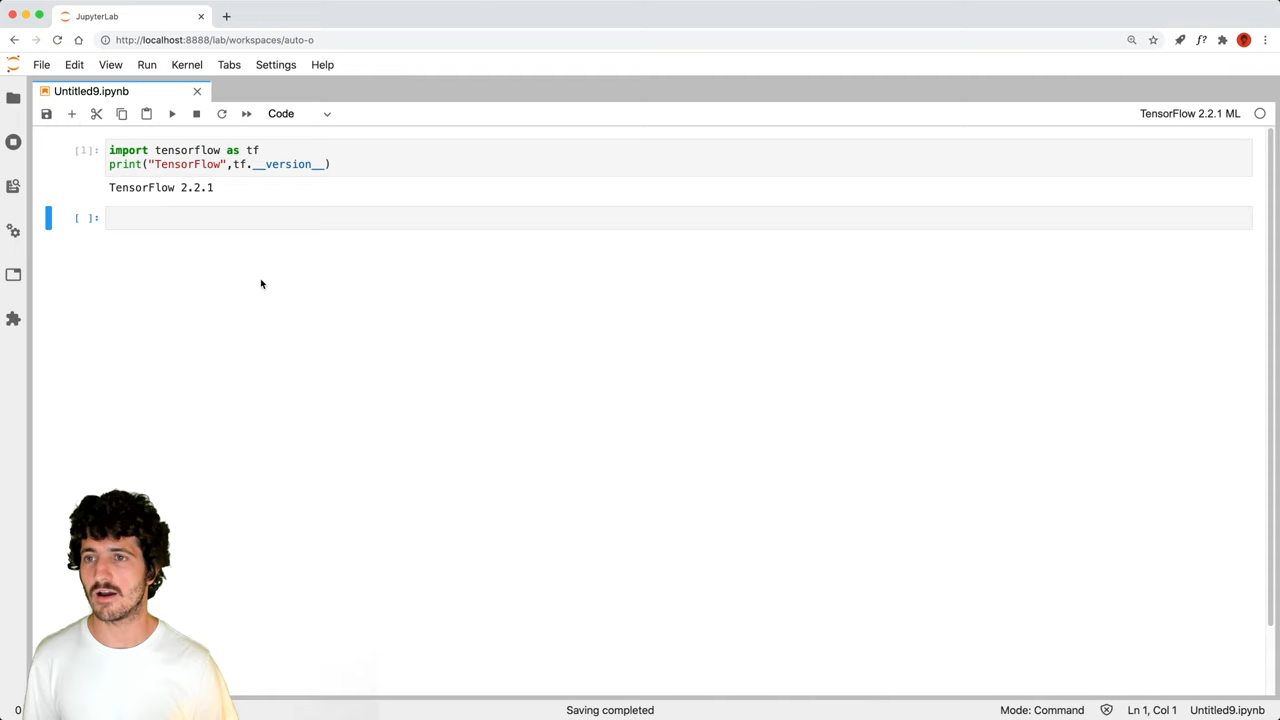 JupyterLab
http://localhost:8888/lab/workspaces/auto-o
f?
File Edit View Run Kernel Tabs Settings Help
Untitled9.ipynb
Code
TensorFlow 2.2.1 ML
[1]: import tensorflow as tf
print("TensorFlow",tf.__version__)
TensorFlow 2.2.1
[ ]:
0 Saving completed Mode: Command Ln 1, Col 1 Untitled9.ipynb